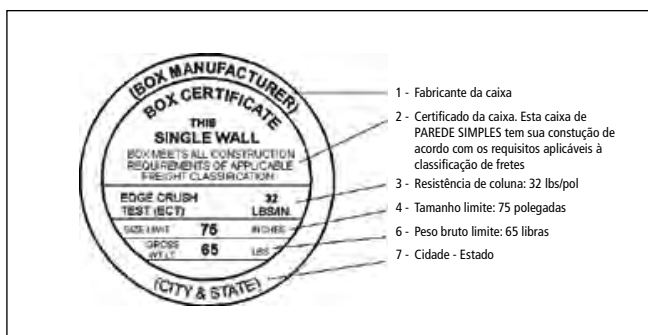 (BOX MANUFACTURER)
BOX CERTIFICATE
THIS
SINGLE WALL
BOX MEETS ALL CONSTRUCTION
REQUIREMENTS OF APPLICABLE
FREIGHT CLASSIFICATION
EDGE CRUSH 32
TEST (ECT) LBS/IN.
SIZE LIMIT 75 INCHES
GROSS
WT. LT. 65 LBS
(CITY & STATE)
1 - Fabricante da caixa
2 - Certificado da caixa. Esta caixa de
PAREDE SIMPLES tem sua constução de
acordo com os requisitos aplicáveis à
classificação de fretes
3 - Resistência de coluna: 32 lbs/pol
4 - Tamanho limite: 75 polegadas
6 - Peso bruto limite: 65 libras
7 - Cidade - Estado